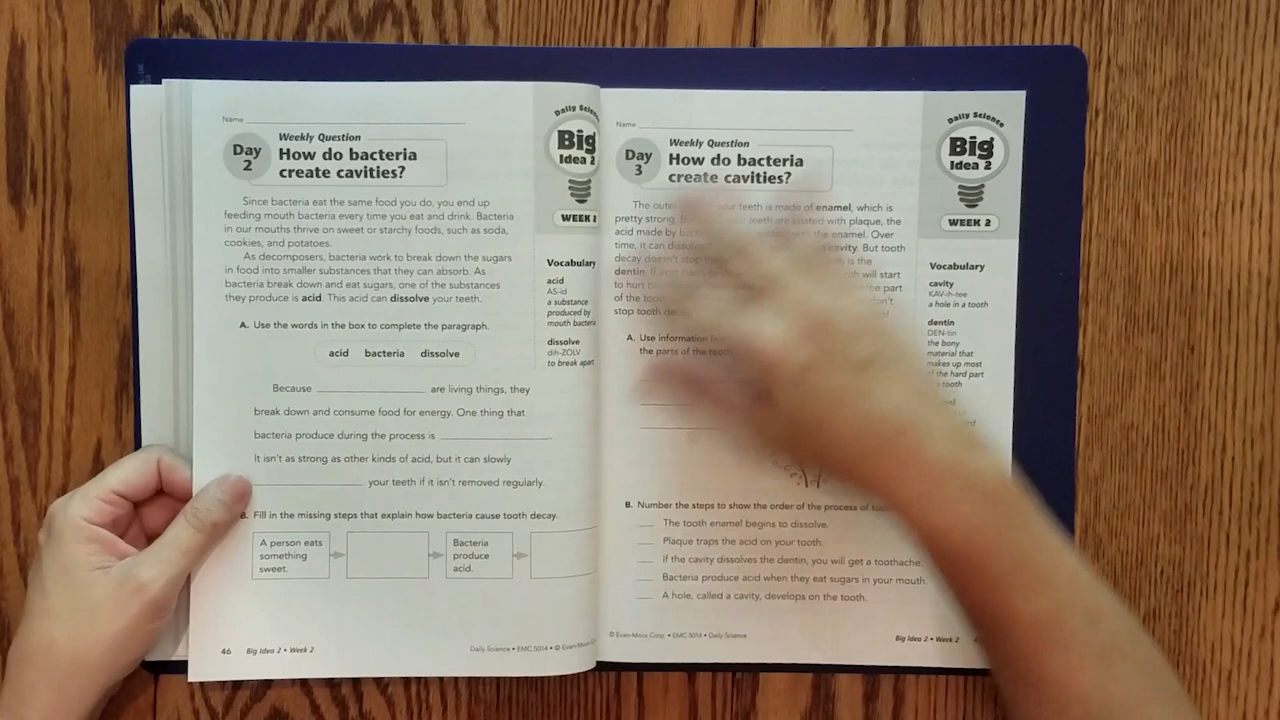 Name
Weekly Question
Day
2
How do bacteria
create cavities?
Daily Scien
Big
Idea 2
WEEK
Since bacteria eat the same food you do, you end up
feeding mouth bacteria every time you eat and drink. Bacteria
in our mouths thrive on sweet or starchy foods, such as soda,
cookies, and potatoes.
As decomposers, bacteria work to break down the sugars
in food into smaller substances that they can absorb. As
bacteria break down and eat sugars, one of the substances
they produce is acid. This acid can dissolve your teeth.
Vocabulary
acid
AS-id
a substance
produced by
mouth bacteria
dissolve
dih-ZOLV
to break apart
A. Use the words in the box to complete the paragraph.
acid bacteria dissolve
Because ____ are living things, they
break down and consume food for energy. One thing that
bacteria produce during the process is ____.
It isn't as strong as other kinds of acid, but it can slowly
____ your teeth if it isn't removed regularly.
B. Fill in the missing steps that explain how bacteria cause tooth decay.
A person eats
something
sweet.
Bacteria
produce
acid.
46 Big Idea 2 • Week 2
Daily Science • EMC 5014 • © Evan-Moor
Name
Weekly Question
Day
3
How do bacteria
create cavities?
Daily Science
Big
Idea 2
WEEK 2
The outer your teeth is made of enamel, which is
pretty strong. teeth are coated with plaque, the
acid made by the enamel. Over
time, it can dissolve cavity. But tooth
decay doesn't stop is the
dentin. If will start
to hurt the part
of the
stop tooth
Vocabulary
cavity
KAV-ih-tee
a hole in a tooth
dentin
DEN-tin
the bony
material that
makes up most
of the hard part
tooth
A. Use information
the parts of the tooth
B. Number the steps to show the order of the process of
The tooth enamel begins to dissolve.
Plaque traps the acid on your tooth.
If the cavity dissolves the dentin, you will get a toothache.
Bacteria produce acid when they eat sugars in your mouth.
A hole, called a cavity, develops on the tooth.
© Evan-Moor Corp. • EMC 5014 • Daily Science
Big Idea 2 • Week 2